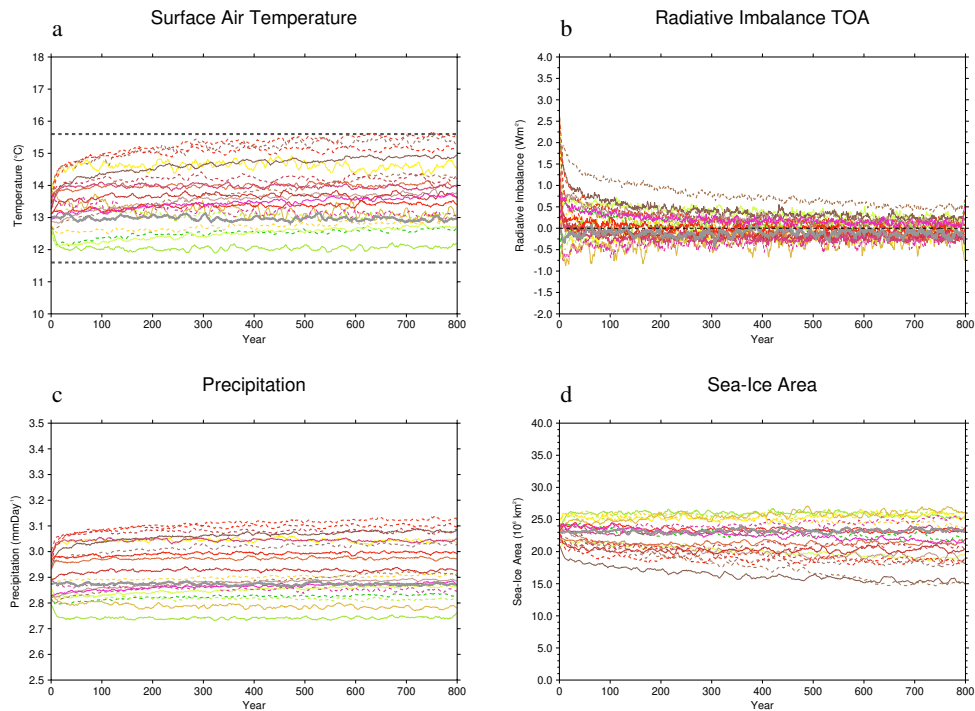 Surface Air Temperature
a
18
17
16
15
14
13
12
11
10
Temperature (°C)
0 100 200 300 400 500 600 700 800
Year
Radiative Imbalance TOA
b
4.0
3.5
3.0
2.5
2.0
1.5
1.0
0.5
0.0
-0.5
-1.0
-1.5
-2.0
Radiative Imbalance (Wm²)
0 100 200 300 400 500 600 700 800
Year
Precipitation
c
3.5
3.4
3.3
3.2
3.1
3.0
2.9
2.8
2.7
2.6
2.5
Precipitation (mmDay⁻¹)
0 100 200 300 400 500 600 700 800
Year
Sea-Ice Area
d
40.0
35.0
30.0
25.0
20.0
15.0
10.0
5.0
0.0
Sea-Ice Area (10⁶ km²)
0 100 200 300 400 500 600 700 800
Year